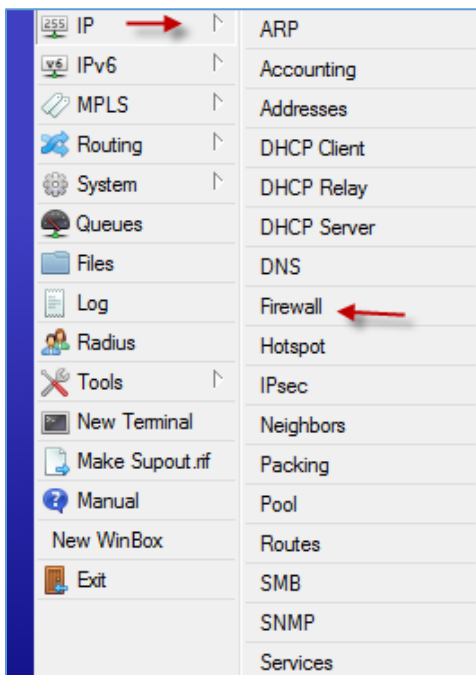 255 IP
v6 IPv6
MPLS
Routing
System
Queues
Files
Log
Radius
Tools
New Terminal
Make Supout.rif
Manual
New WinBox
Exit
ARP
Accounting
Addresses
DHCP Client
DHCP Relay
DHCP Server
DNS
Firewall
Hotspot
IPsec
Neighbors
Packing
Pool
Routes
SMB
SNMP
Services